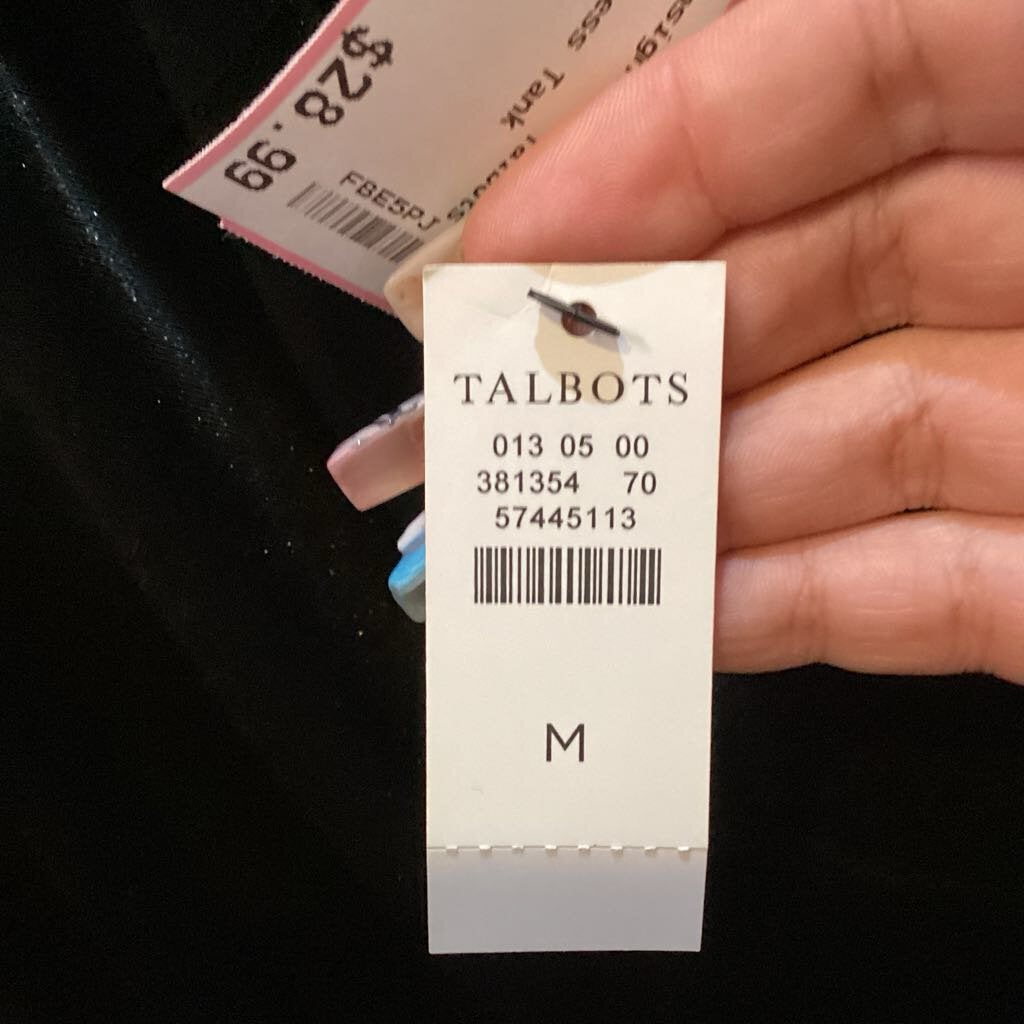 $28.99
FBE5PJ
Tank
TALBOTS
013 05 00
381354 70
57445113
M